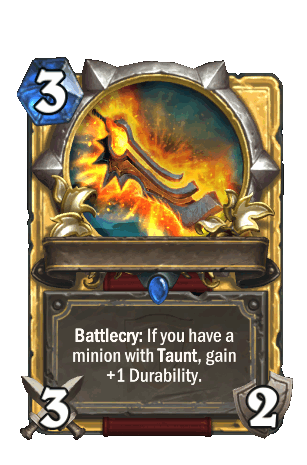 3
Battlecry: If you have a
minion with Taunt, gain
+1 Durability.
3
2